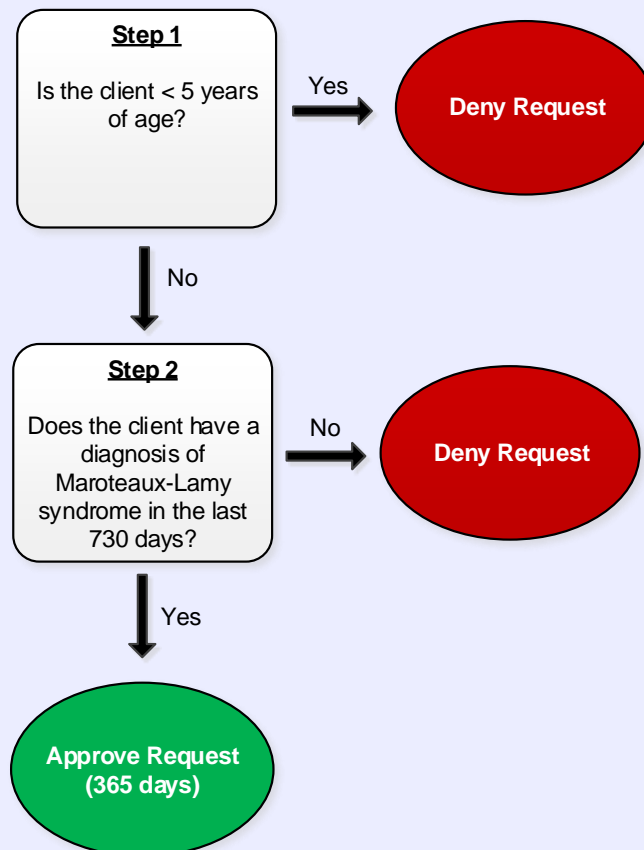 Step 1
Is the client < 5 years
of age?
Yes
Deny Request
No
Step 2
Does the client have a
diagnosis of
Maroteaux-Lamy
syndrome in the last
730 days?
No
Deny Request
Yes
Approve Request
(365 days)